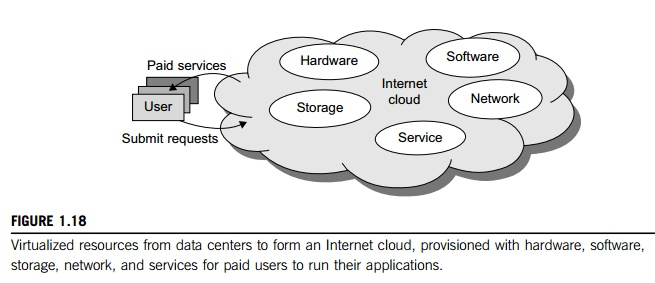 Paid services
Hardware
Software
Internet
cloud
User
Storage
Network
Submit requests
Service
FIGURE 1.18
Virtualized resources from data centers to form an Internet cloud, provisioned with hardware, software,
storage, network, and services for paid users to run their applications.